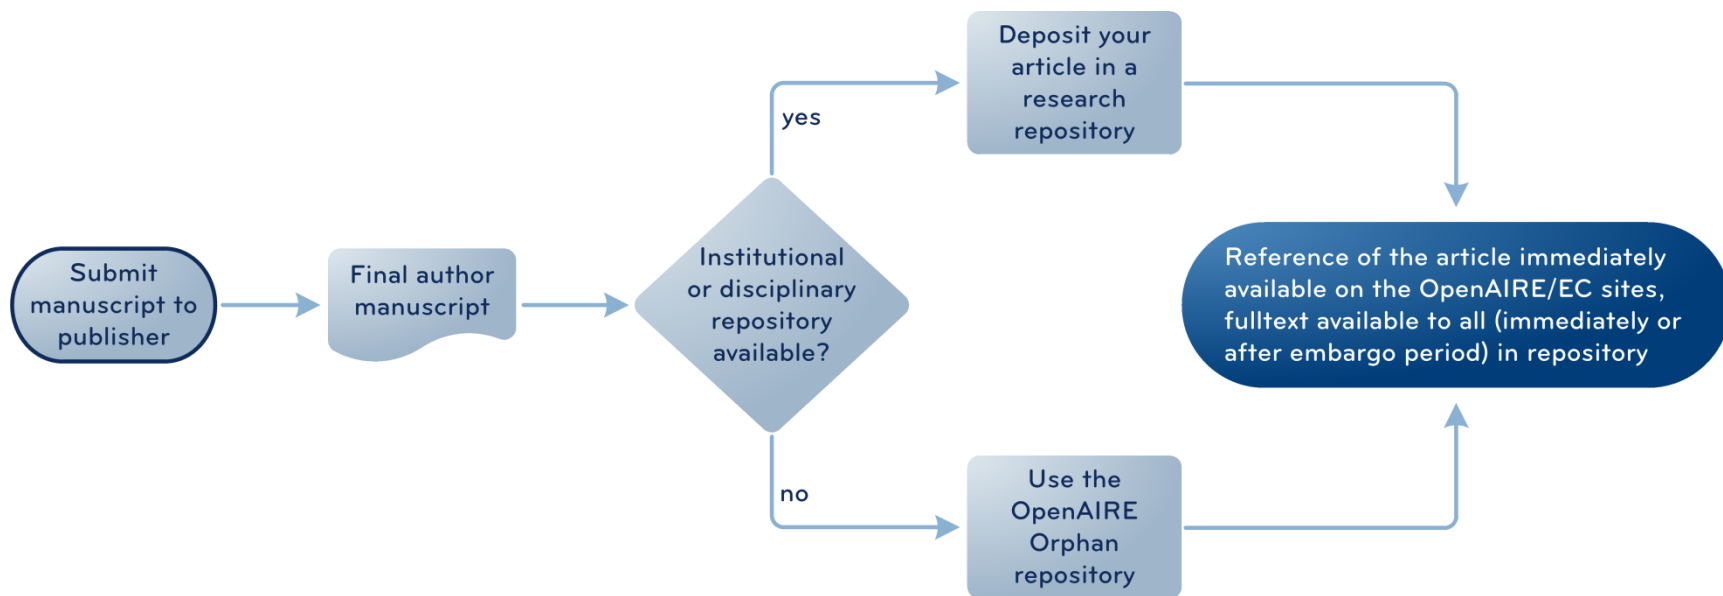 Submit
manuscript to
publisher
Final author
manuscript
Institutional
or disciplinary
repository
available?
yes
Deposit your
article in a
research
repository
no
Use the
OpenAIRE
Orphan
repository
Reference of the article immediately
available on the OpenAIRE/EC sites,
fulltext available to all (immediately or
after embargo period) in repository